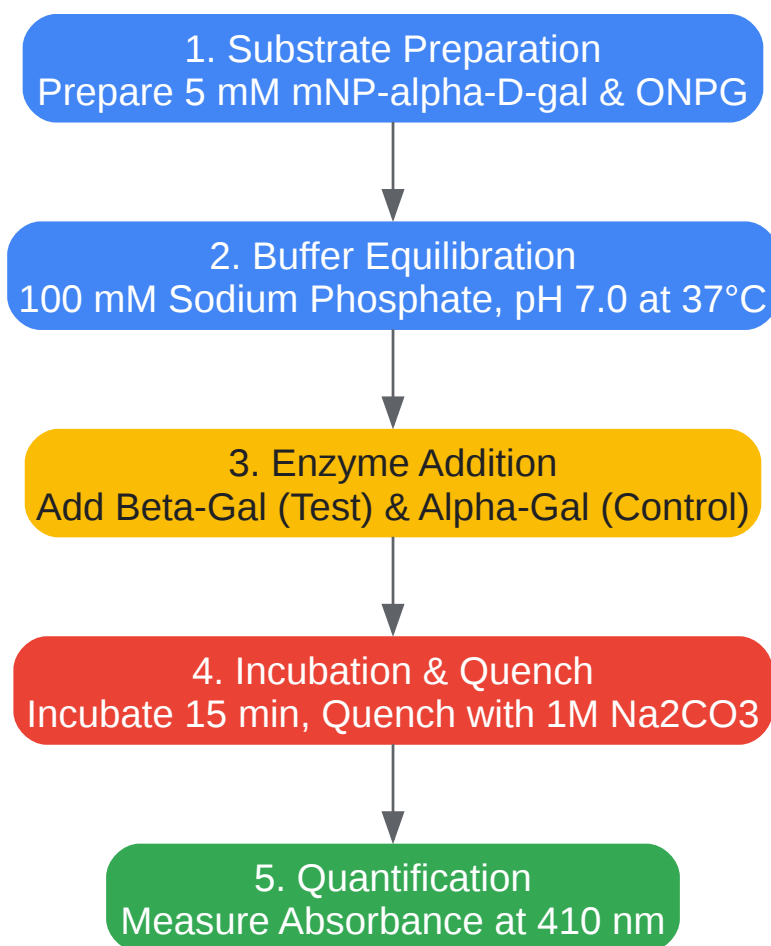 1. Substrate Preparation
Prepare 5 mM mNP-alpha-D-gal & ONPG
2. Buffer Equilibration
100 mM Sodium Phosphate, pH 7.0 at 37°C
3. Enzyme Addition
Add Beta-Gal (Test) & Alpha-Gal (Control)
4. Incubation & Quench
Incubate 15 min, Quench with 1M Na2CO3
5. Quantification
Measure Absorbance at 410 nm